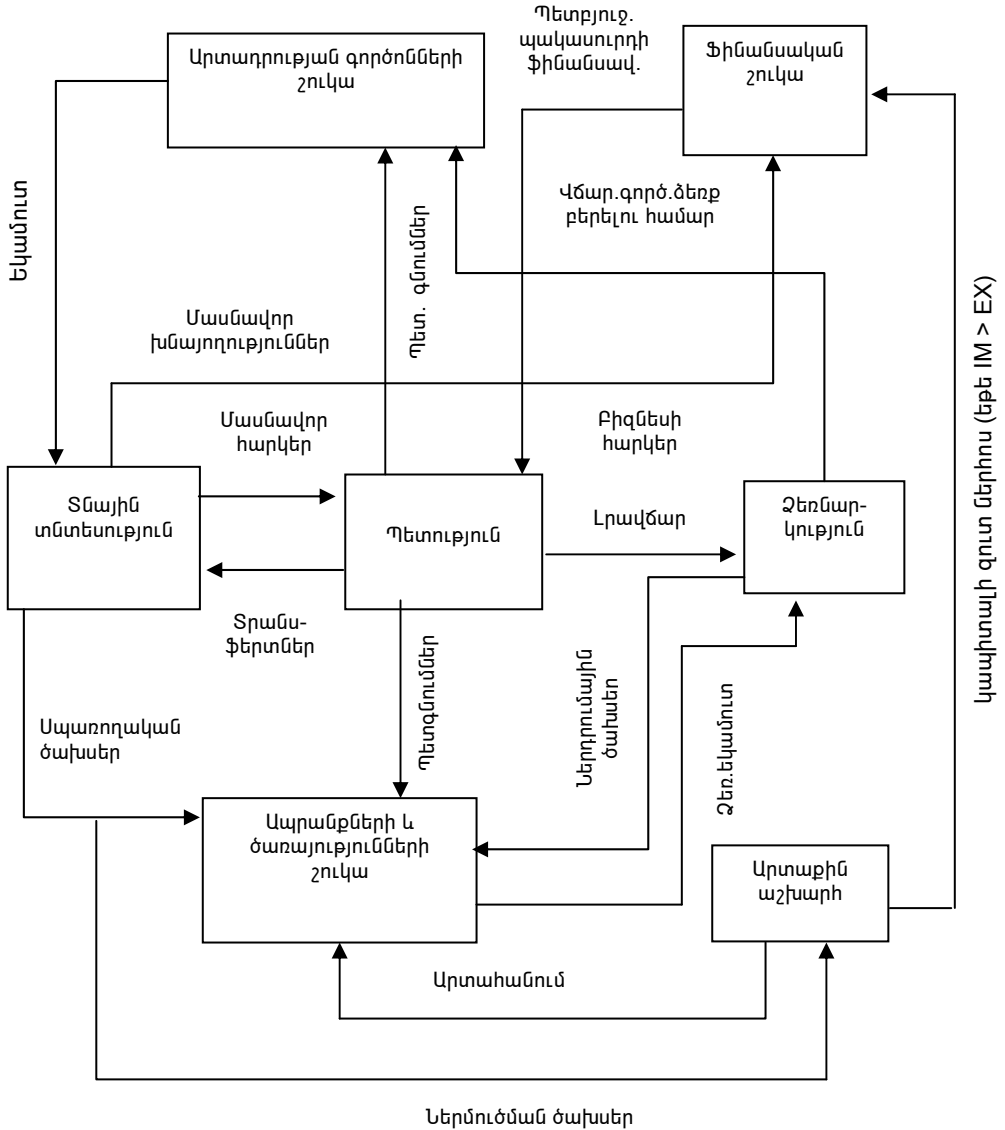 Պետբյուջ.
պակասուրդի
ֆինանսավ.
Արտադրության գործոնների
շուկա
Ֆինանսական
շուկա
Եկամուտ
Վճար.գործ.ձեռք
բերելու համար
Պետ. գնումներ
Մասնավոր
խնայողություններ
կապիտալի զուտ ներհոս (եթե IM > EX)
Մասնավոր
հարկեր
Բիզնեսի
հարկեր
Տնային
տնտեսություն
Պետություն
Լրավճար
Ձեռնար-
կություն
Տրանս-
ֆերտներ
Սպառողական
ծախսեր
Պետգնումներ
Ներդրումային
ծախսեր
Ձեռ.եկամուտ
Ապրանքների և
ծառայությունների
շուկա
Արտաքին
աշխարհ
Արտահանում
Ներմուծման ծախսեր